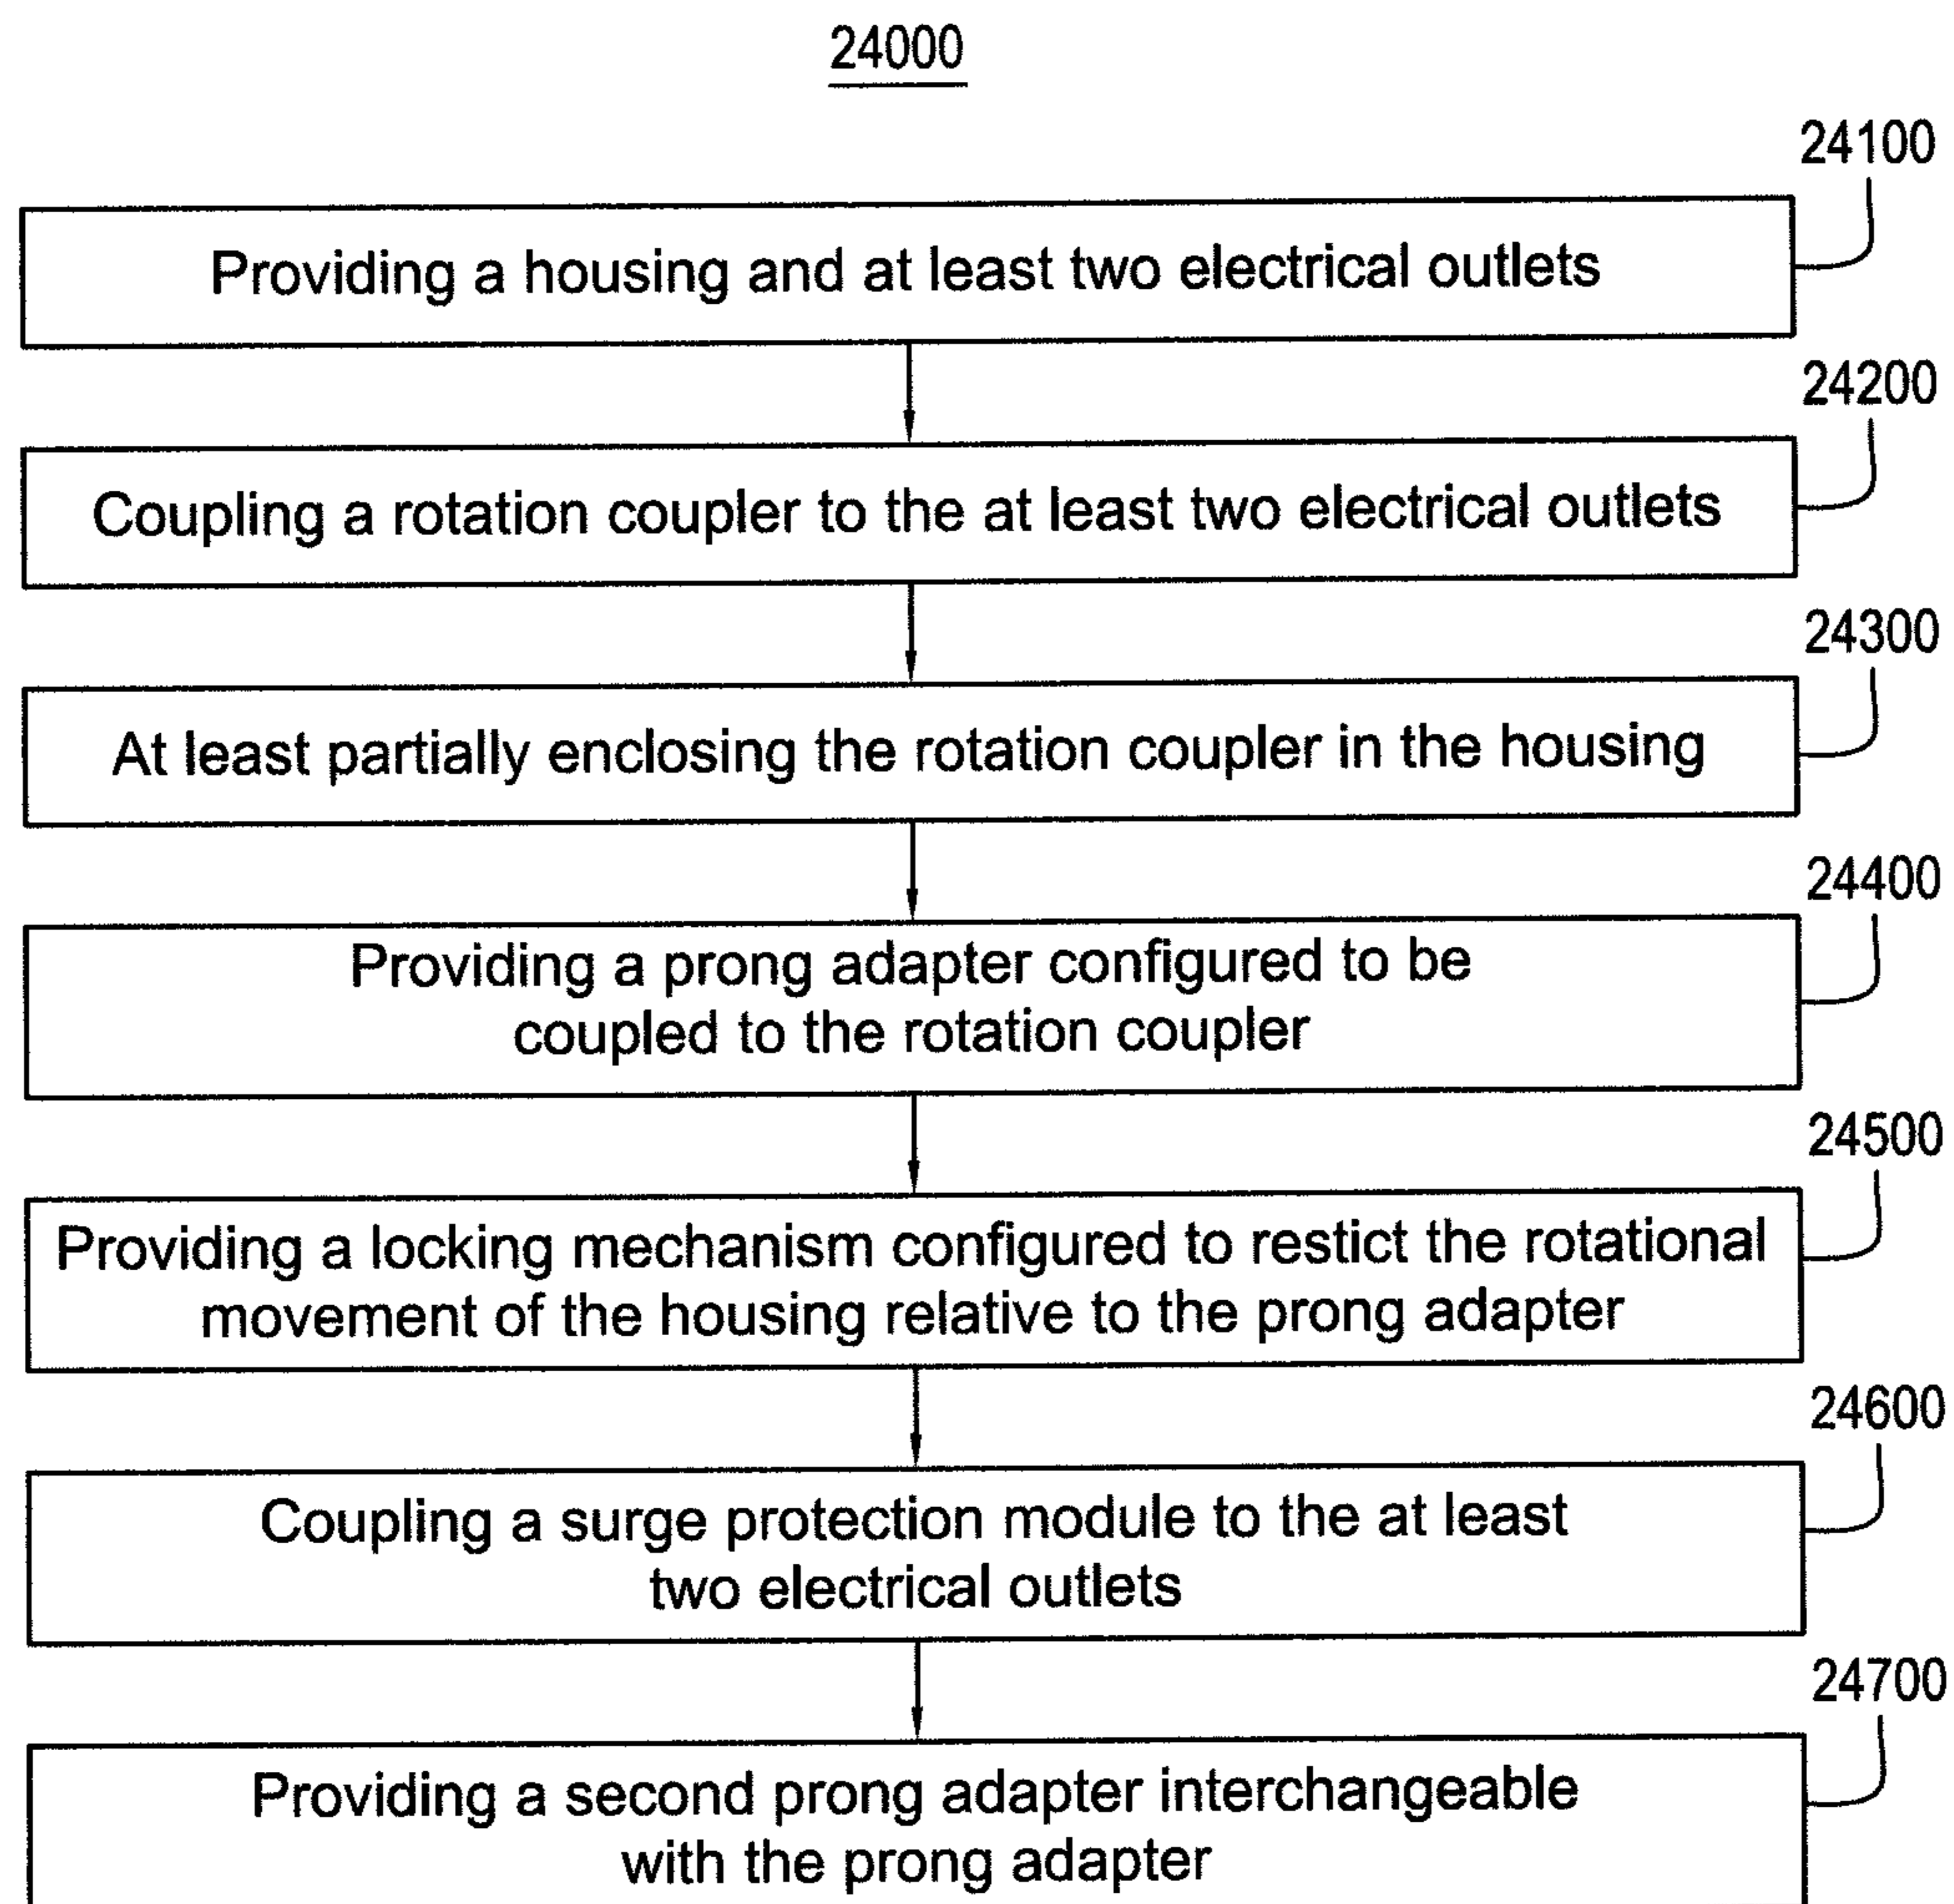 24000
24100
Providing a housing and at least two electrical outlets
24200
Coupling a rotation coupler to the at least two electrical outlets
24300
At least partially enclosing the rotation coupler in the housing
24400
Providing a prong adapter configured to be
coupled to the rotation coupler
24500
Providing a locking mechanism configured to restict the rotational
movement of the housing relative to the prong adapter
24600
Coupling a surge protection module to the at least
two electrical outlets
24700
Providing a second prong adapter interchangeable
with the prong adapter